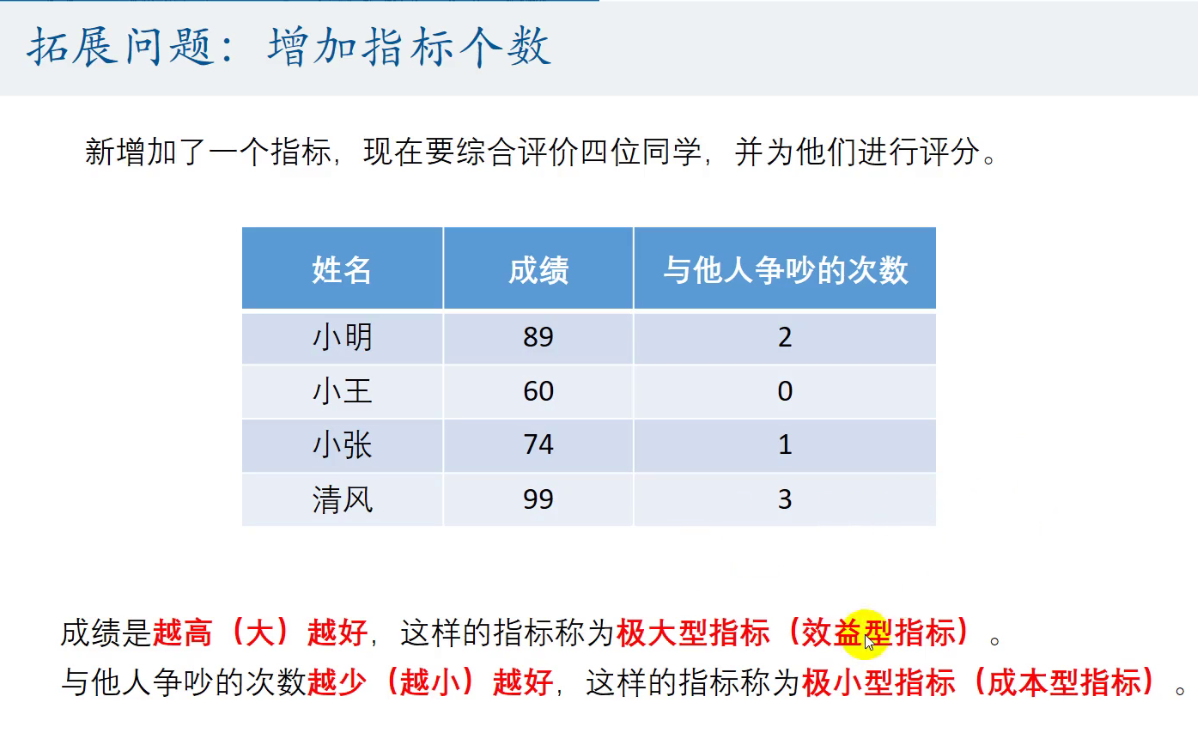 拓展问题：增加指标个数
新增加了一个指标，现在要综合评价四位同学，并为他们进行评分。
姓名 成绩 与他人争吵的次数
小明 89 2
小王 60 0
小张 74 1
清风 99 3
成绩是越高（大）越好，这样的指标称为极大型指标（效益型指标）。
与他人争吵的次数越少（越小）越好，这样的指标称为极小型指标（成本型指标）。